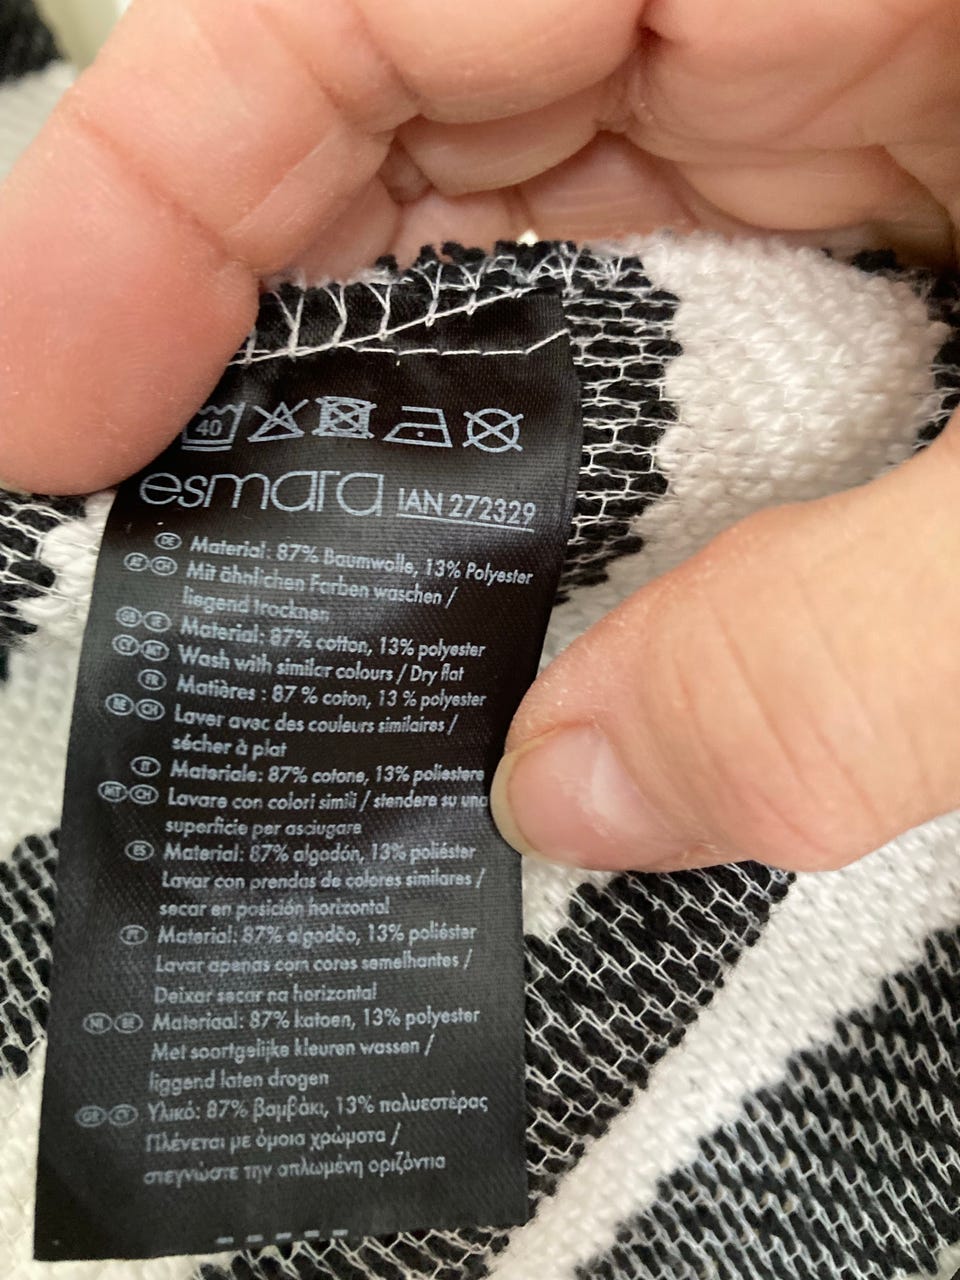 40
esmara IAN 272329
DE Material: 87% Baumwolle, 13% Polyester
AT CH Mit ähnlichen Farben waschen /
liegend trocknen
GB IE Material: 87% cotton, 13% polyester
CY MT Wash with similar colours / Dry flat
FR Matières : 87 % coton, 13 % polyester
BE CH Laver avec des couleurs similaires /
sécher à plat
IT Materiale: 87% cotone, 13% poliestere
MT CH Lavare con colori simili / stendere su una
superficie per asciugare
ES Material: 87% algodón, 13% poliéster
Lavar con prendas de colores similares /
secar en posición horizontal
PT Material: 87% algodão, 13% poliéster
Lavar apenas com cores semelhantes /
Deixar secar na horizontal
NL BE Materiaal: 87% katoen, 13% polyester
Met soortgelijke kleuren wassen /
liggend laten drogen
GR CY Υλικό: 87% βαμβάκι, 13% πολυεστέρας
Πλένεται με όμοια χρώματα /
στεγνώστε την απλωμένη οριζόντια